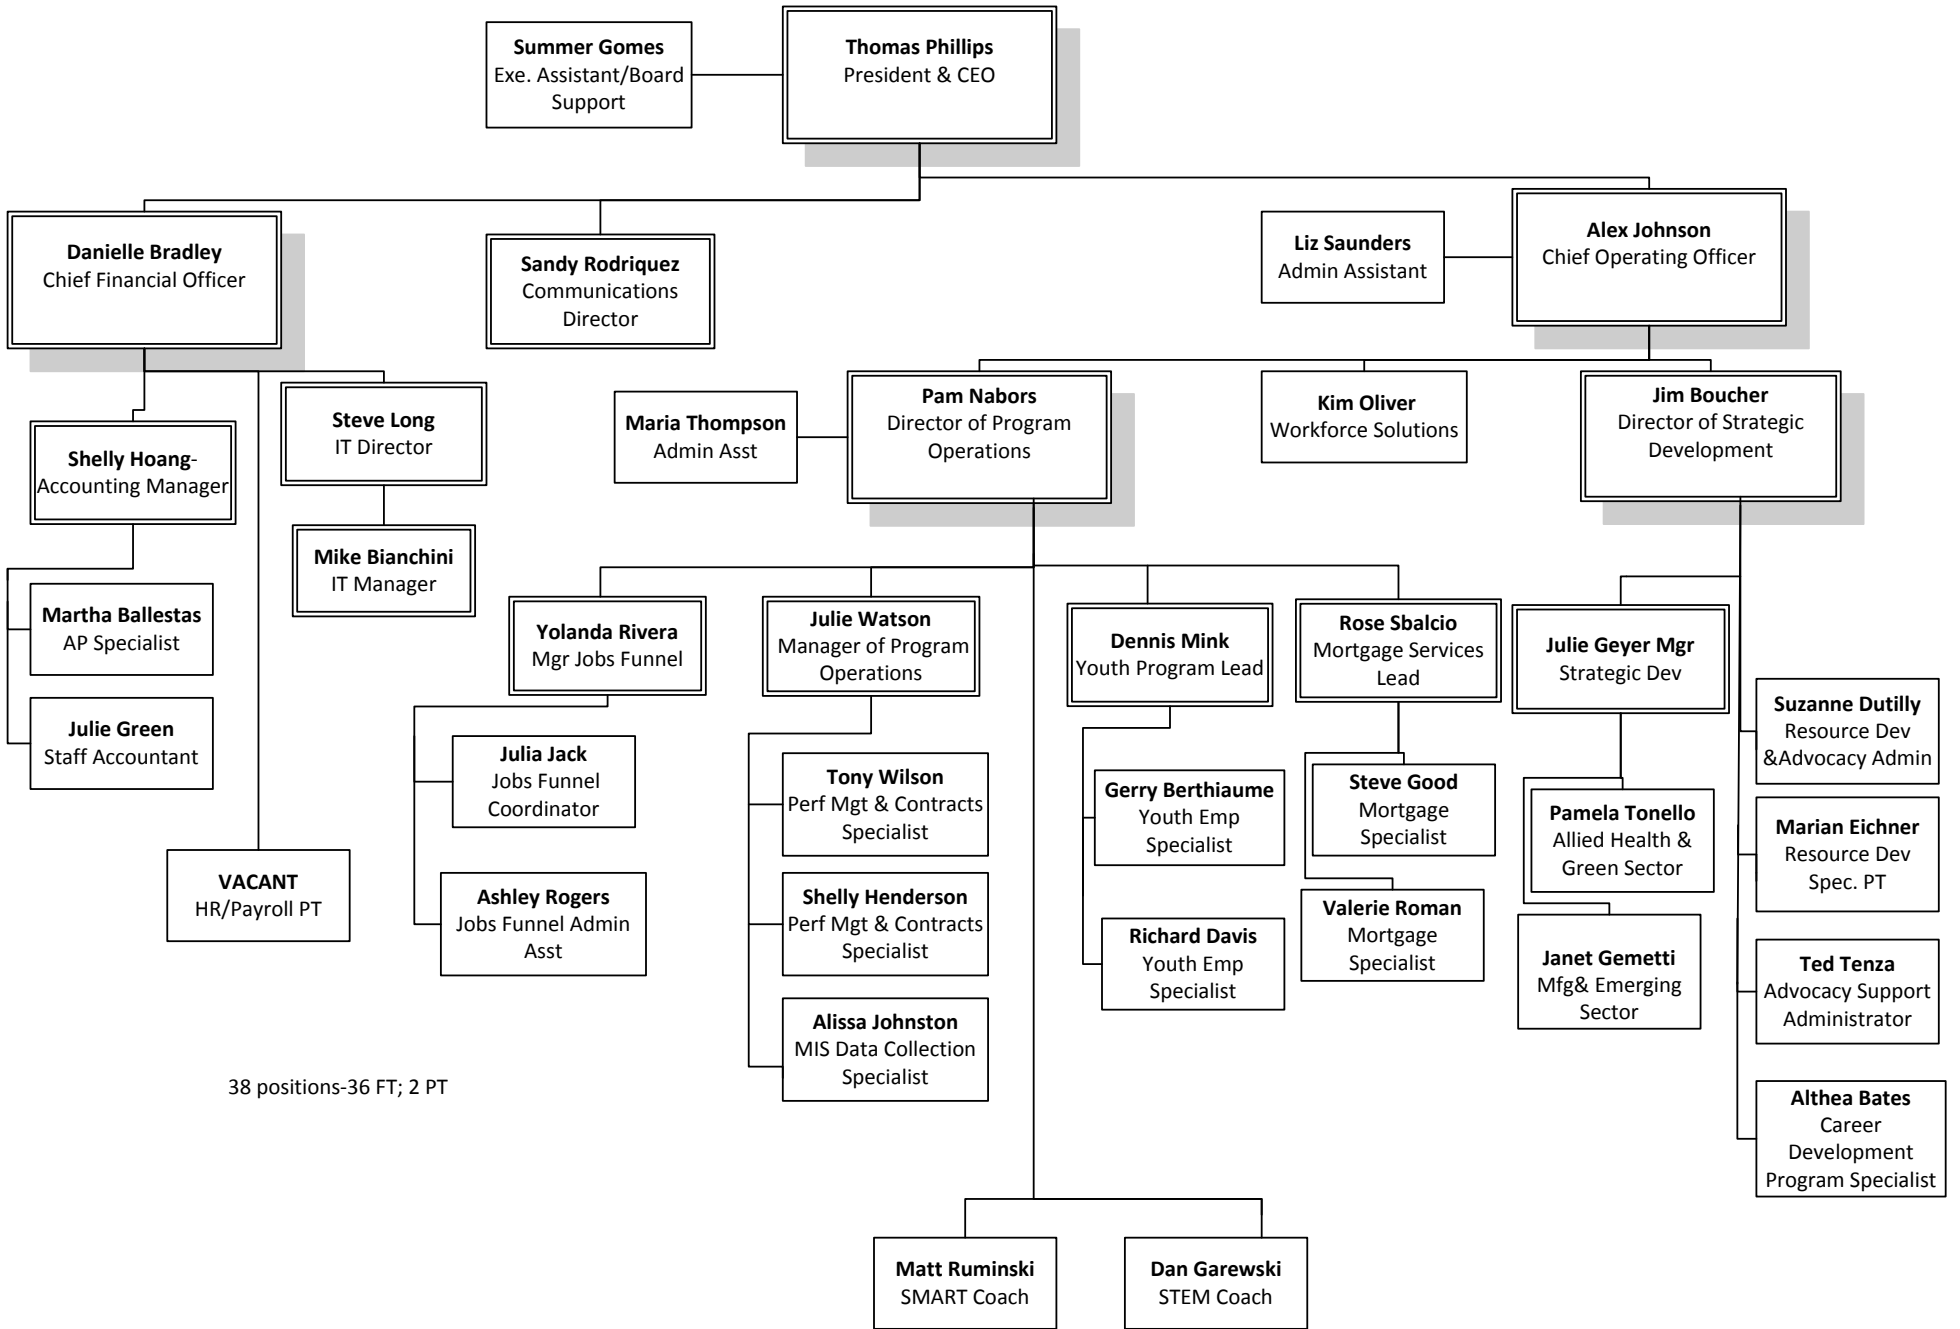 Summer Gomes
Exe. Assistant/Board
Support
Thomas Phillips
President & CEO
Danielle Bradley
Chief Financial Officer
Sandy Rodriquez
Communications
Director
Liz Saunders
Admin Assistant
Alex Johnson
Chief Operating Officer
Shelly Hoang-
Accounting Manager
Steve Long
IT Director
Maria Thompson
Admin Asst
Pam Nabors
Director of Program
Operations
Kim Oliver
Workforce Solutions
Jim Boucher
Director of Strategic
Development
Mike Bianchini
IT Manager
Martha Ballestas
AP Specialist
Julie Green
Staff Accountant
VACANT
HR/Payroll PT
Yolanda Rivera
Mgr Jobs Funnel
Julie Watson
Manager of Program
Operations
Dennis Mink
Youth Program Lead
Rose Sbalcio
Mortgage Services
Lead
Julie Geyer Mgr
Strategic Dev
Suzanne Dutilly
Resource Dev
&Advocacy Admin
Julia Jack
Jobs Funnel
Coordinator
Ashley Rogers
Jobs Funnel Admin
Asst
Tony Wilson
Perf Mgt & Contracts
Specialist
Shelly Henderson
Perf Mgt & Contracts
Specialist
Alissa Johnston
MIS Data Collection
Specialist
Gerry Berthiaume
Youth Emp
Specialist
Richard Davis
Youth Emp
Specialist
Steve Good
Mortgage
Specialist
Valerie Roman
Mortgage
Specialist
Pamela Tonello
Allied Health &
Green Sector
Janet Gemetti
Mfg& Emerging
Sector
Marian Eichner
Resource Dev
Spec. PT
Ted Tenza
Advocacy Support
Administrator
Althea Bates
Career
Development
Program Specialist
38 positions-36 FT; 2 PT
Matt Ruminski
SMART Coach
Dan Garewski
STEM Coach